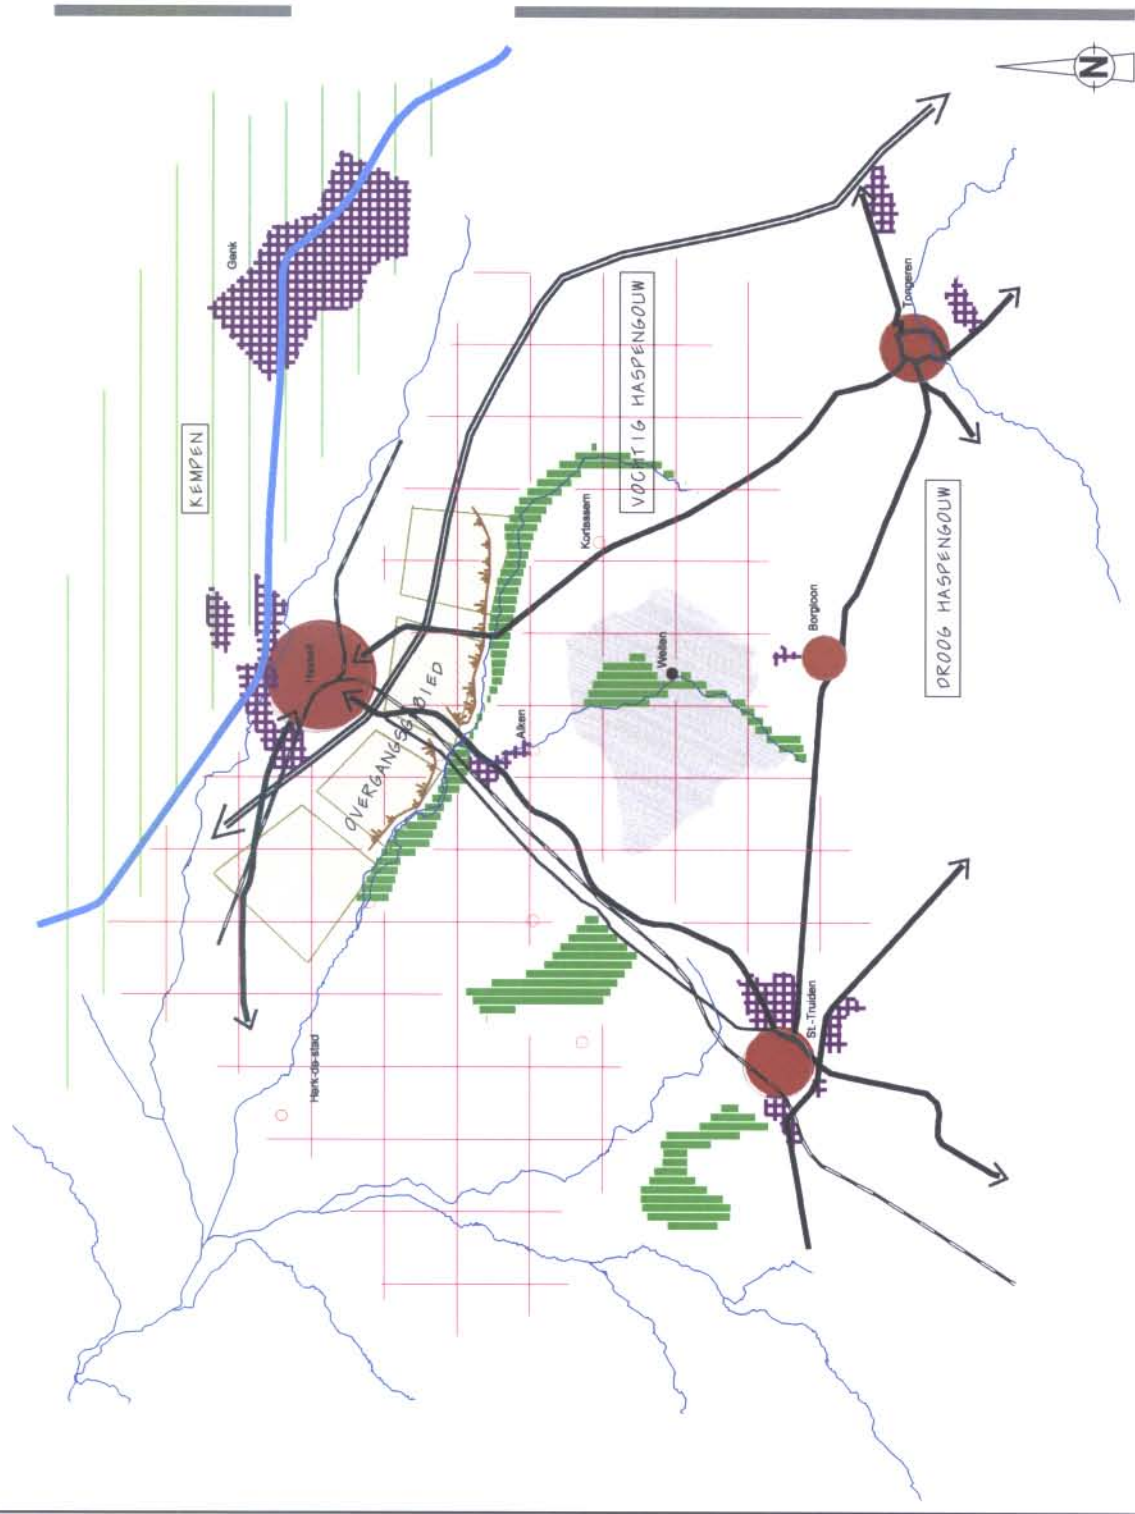 N
Genk
KEMPEN
Hasselt
VOCHTIG HASPENGOUW
Tongeren
Kortessem
OVERGANGSGEBIED
Wellen
Borgloon
DROOG HASPENGOUW
Alken
Herk-de-stad
St.-Truiden